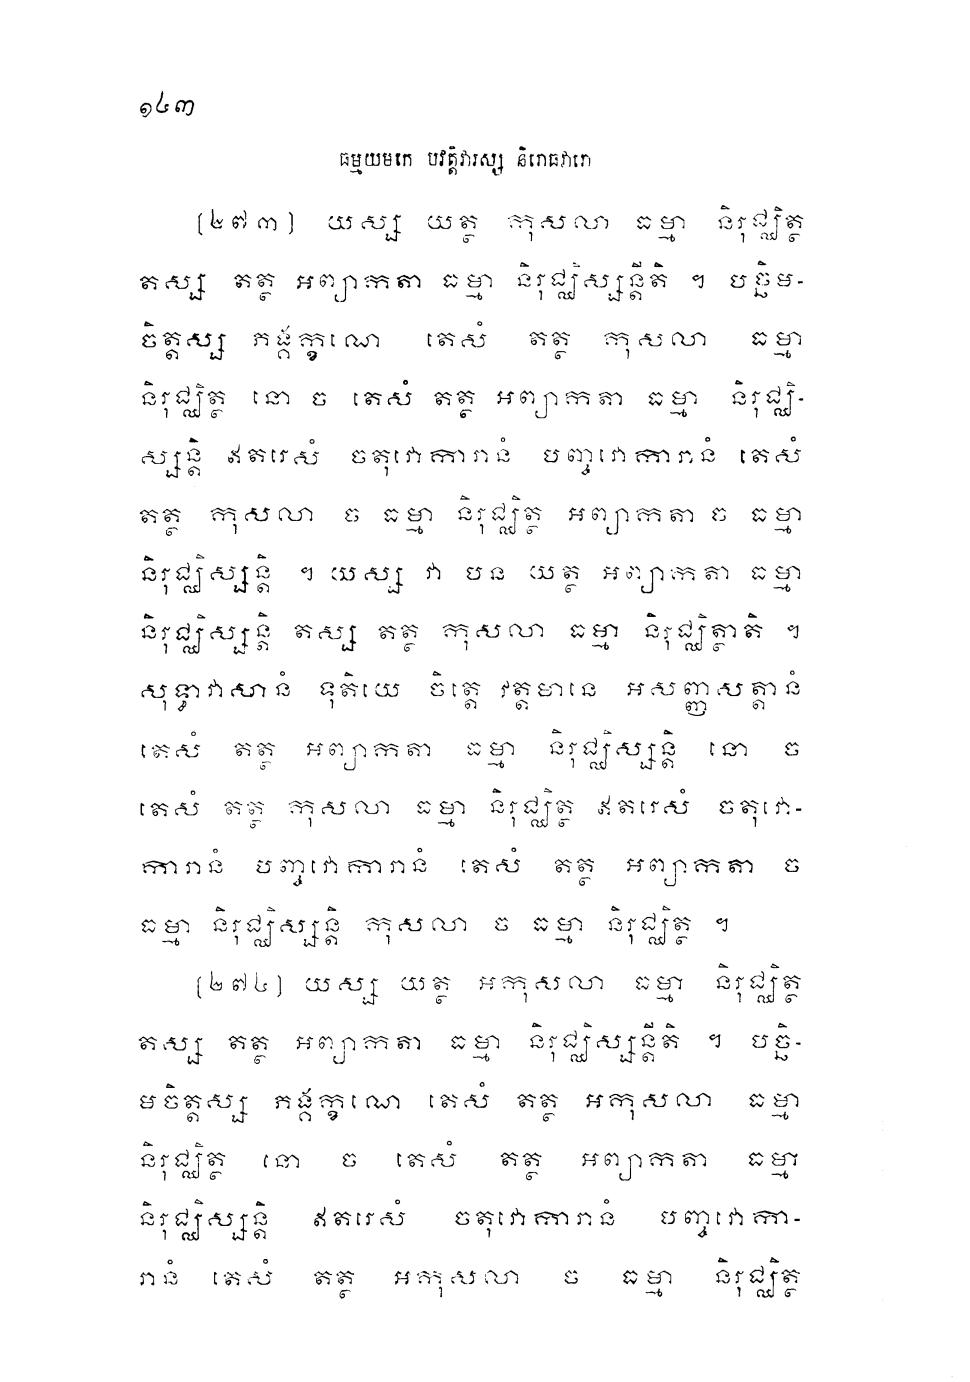 ១៤៣
ធម្មយមកេ បវត្តិវារស្ស និរោធវារោ
(២៧៣) យស្ស យត្ថ កុសលា ធម្មា និរុជ្ឈិត្ថ
តស្ស តត្ថ អព្យាកតា ធម្មា និរុជ្ឈិស្សន្តីតិ ។ បច្ឆិម-
ចិត្តស្ស ភង្គក្ខណេ តេសំ តត្ថ កុសលា ធម្មា
និរុជ្ឈិត្ថ នោ ច តេសំ តត្ថ អព្យាកតា ធម្មា និរុជ្ឈិ-
ស្សន្តិ ឥតរេសំ ចតុវោការានំ បញ្ចវោការានំ តេសំ
តត្ថ កុសលា ច ធម្មា និរុជ្ឈិត្ថ អព្យាកតា ច ធម្មា
និរុជ្ឈិស្សន្តិ ។ យស្ស វា បន យត្ថ អព្យាកតា ធម្មា
និរុជ្ឈិស្សន្តិ តស្ស តត្ថ កុសលា ធម្មា និរុជ្ឈិត្ថាតិ ។
សុទ្ធាវាសានំ ទុតិយេ ចិត្តេ វត្តមានេ អសញ្ញសត្តានំ
តេសំ តត្ថ អព្យាកតា ធម្មា និរុជ្ឈិស្សន្តិ នោ ច
តេសំ តត្ថ កុសលា ធម្មា និរុជ្ឈិត្ថ ឥតរេសំ ចតុវោ-
ការានំ បញ្ចវោការានំ តេសំ តត្ថ អព្យាកតា ច
ធម្មា និរុជ្ឈិស្សន្តិ កុសលា ច ធម្មា និរុជ្ឈិត្ថ ។
(២៧៤) យស្ស យត្ថ អកុសលា ធម្មា និរុជ្ឈិត្ថ
តស្ស តត្ថ អព្យាកតា ធម្មា និរុជ្ឈិស្សន្តីតិ ។ បច្ឆិ-
មចិត្តស្ស ភង្គក្ខណេ តេសំ តត្ថ អកុសលា ធម្មា
និរុជ្ឈិត្ថ នោ ច តេសំ តត្ថ អព្យាកតា ធម្មា
និរុជ្ឈិស្សន្តិ ឥតរេសំ ចតុវោការានំ បញ្ចវោកា-
រានំ តេសំ តត្ថ អកុសលា ច ធម្មា និរុជ្ឈិត្ថ